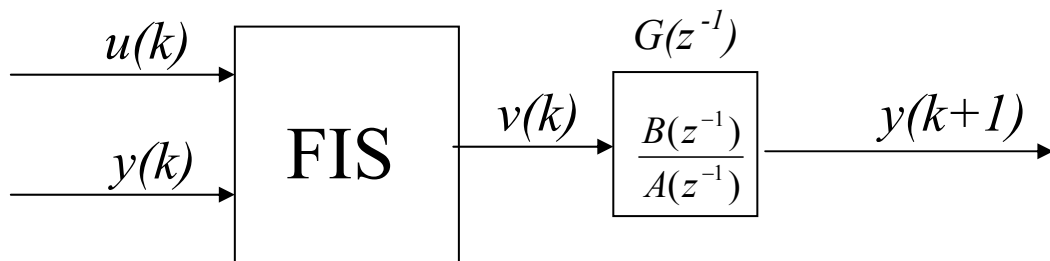 u(k)
y(k)
FIS
v(k)
G(z⁻¹)
B(z⁻¹)
A(z⁻¹)
y(k+1)